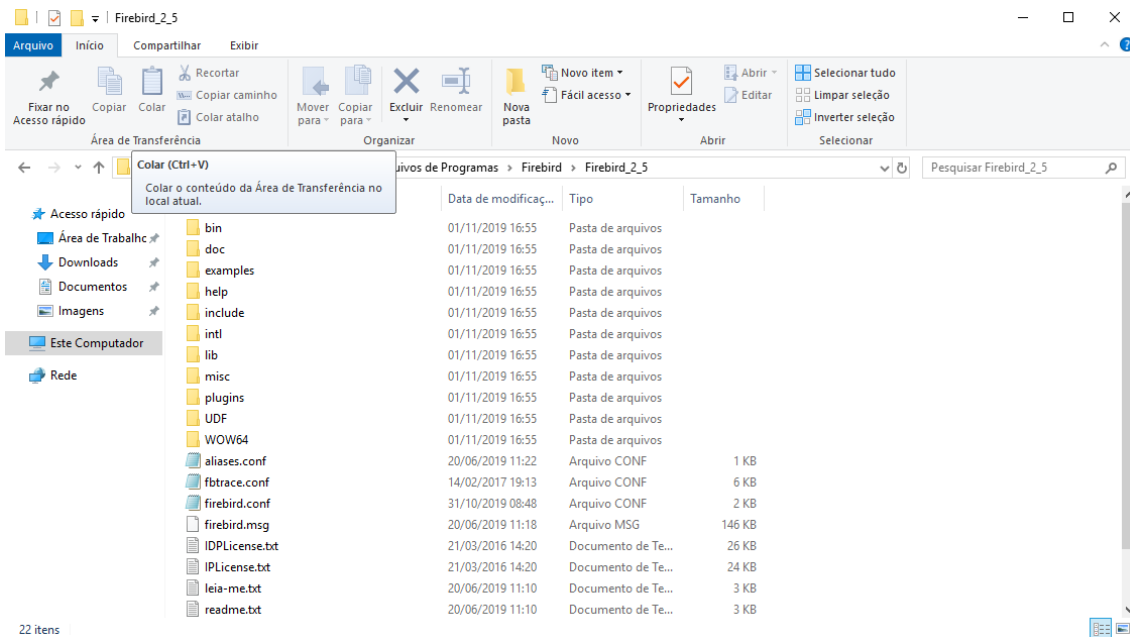 Firebird_2_5
Arquivo Início Compartilhar Exibir
Fixar no Acesso rápido
Copiar
Colar
Recortar
Copiar caminho
Colar atalho
Área de Transferência
Mover para
Copiar para
Excluir
Renomear
Organizar
Nova pasta
Novo item
Fácil acesso
Novo
Propriedades
Abrir
Editar
Abrir
Selecionar tudo
Limpar seleção
Inverter seleção
Selecionar
uivos de Programas > Firebird > Firebird_2_5
Pesquisar Firebird_2_5
Colar (Ctrl+V)
Colar o conteúdo da Área de Transferência no
local atual.
Data de modificaç... Tipo Tamanho
Acesso rápido
Área de Trabalhc
Downloads
Documentos
Imagens
Este Computador
Rede
bin 01/11/2019 16:55 Pasta de arquivos
doc 01/11/2019 16:55 Pasta de arquivos
examples 01/11/2019 16:55 Pasta de arquivos
help 01/11/2019 16:55 Pasta de arquivos
include 01/11/2019 16:55 Pasta de arquivos
intl 01/11/2019 16:55 Pasta de arquivos
lib 01/11/2019 16:55 Pasta de arquivos
misc 01/11/2019 16:55 Pasta de arquivos
plugins 01/11/2019 16:55 Pasta de arquivos
UDF 01/11/2019 16:55 Pasta de arquivos
WOW64 01/11/2019 16:55 Pasta de arquivos
aliases.conf 20/06/2019 11:22 Arquivo CONF 1 KB
fbtrace.conf 14/02/2017 19:13 Arquivo CONF 6 KB
firebird.conf 31/10/2019 08:48 Arquivo CONF 2 KB
firebird.msg 20/06/2019 11:18 Arquivo MSG 146 KB
IDPLicense.txt 21/03/2016 14:20 Documento de Te... 26 KB
IPLicense.txt 21/03/2016 14:20 Documento de Te... 24 KB
leia-me.txt 20/06/2019 11:10 Documento de Te... 3 KB
readme.txt 20/06/2019 11:10 Documento de Te... 3 KB
22 itens